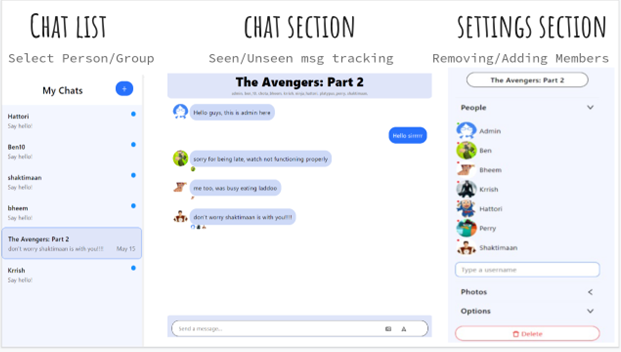 CHAT LIST
Select Person/Group
My Chats
+
Hattori
Say hello!
Ben10
Say hello!
shaktimaan
Say hello!
bheem
Say hello!
The Avengers: Part 2
don't worry shaktimaan is with you!!!! May 15
Krrish
Say hello!
CHAT SECTION
Seen/Unseen msg tracking
The Avengers: Part 2
Hello guys, this is admin here
Hello sirrrr
sorry for being late, watch not functioning properly
me too, was busy eating laddoo
don't worry shaktimaan is with you!!!!
Send a message...
SETTINGS SECTION
Removing/Adding Members
The Avengers: Part 2
People
Admin
Ben
Bheem
Krrish
Hattori
Perry
Shaktimaan
Type a username
Photos
Options
Delete